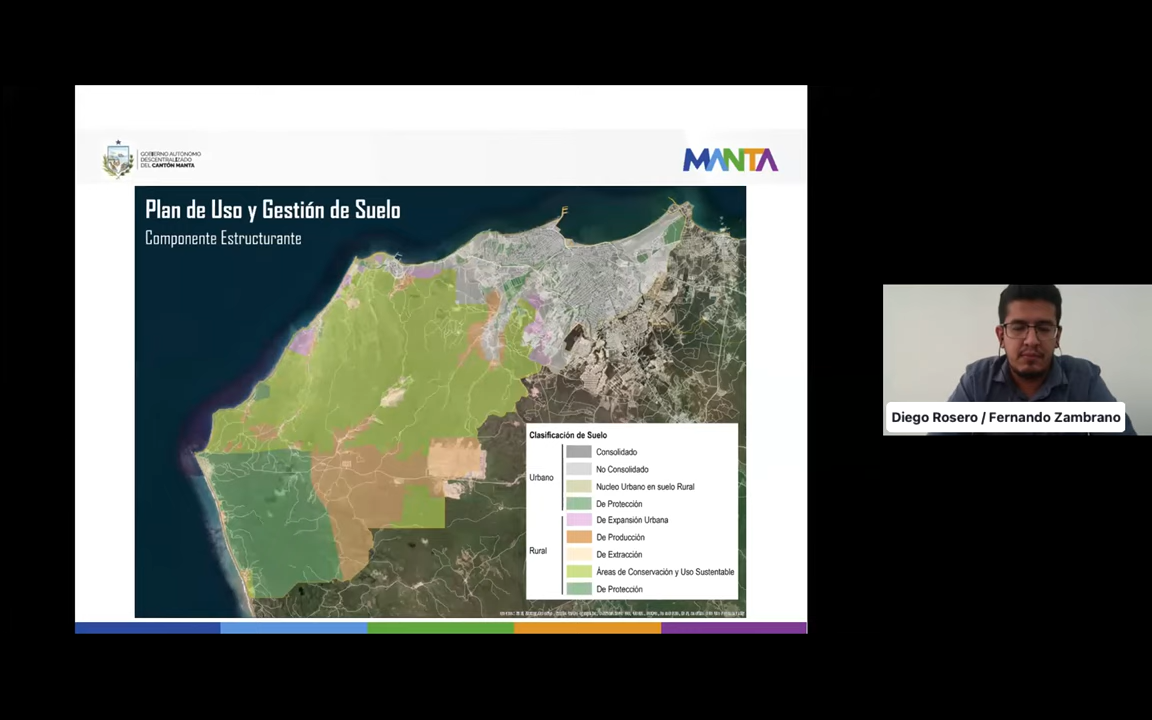 GOBIERNO AUTÓNOMO
DESCENTRALIZADO
DEL CANTÓN MANTA
MANTA
Plan de Uso y Gestión de Suelo
Componente Estructurante
Clasificación de Suelo
Urbano
Consolidado
No Consolidado
Nucleo Urbano en suelo Rural
De Protección
Rural
De Expansión Urbana
De Producción
De Extracción
Áreas de Conservación y Uso Sustentable
De Protección
Diego Rosero / Fernando Zambrano